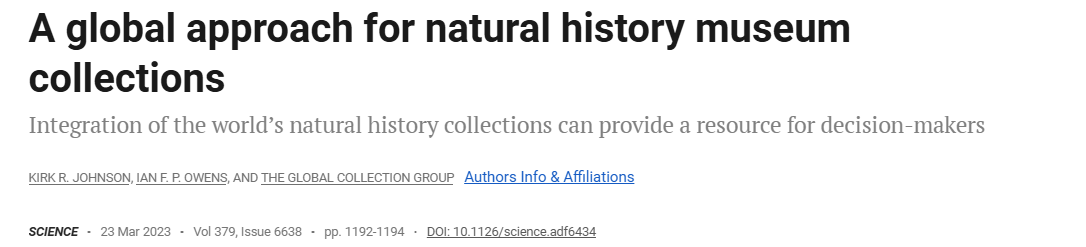 A global approach for natural history museum
collections
Integration of the world’s natural history collections can provide a resource for decision-makers
KIRK R. JOHNSON, IAN F. P. OWENS, AND THE GLOBAL COLLECTION GROUP Authors Info & Affiliations
SCIENCE • 23 Mar 2023 • Vol 379, Issue 6638 • pp. 1192-1194 • DOI: 10.1126/science.adf6434